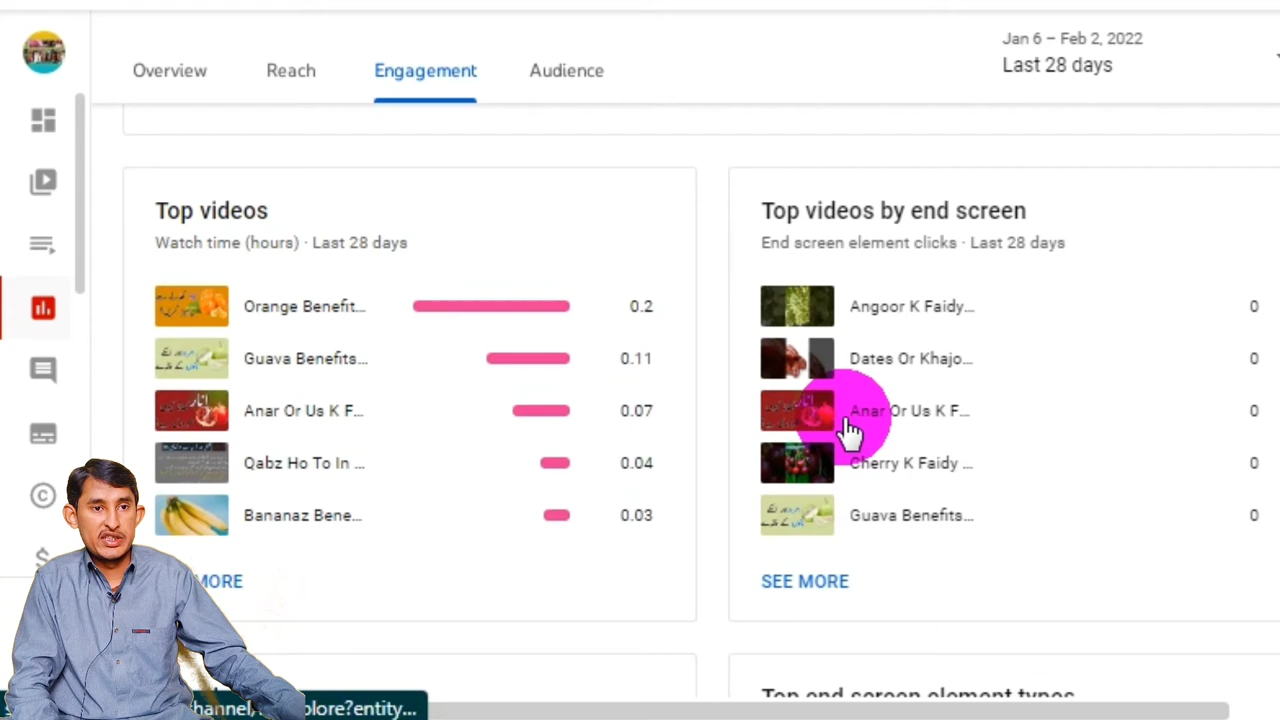 Jan 6 – Feb 2, 2022
Overview Reach Engagement Audience Last 28 days
Top videos
Watch time (hours) · Last 28 days
Orange Benefit... 0.2
Guava Benefits... 0.11
Anar Or Us K F... 0.07
Qabz Ho To In ... 0.04
Bananaz Bene... 0.03
MORE
Top videos by end screen
End screen element clicks · Last 28 days
Angoor K Faidy... 0
Dates Or Khajo... 0
Anar Or Us K F... 0
Cherry K Faidy ... 0
Guava Benefits... 0
SEE MORE
Top end screen element types
hannel/ plore?entity...